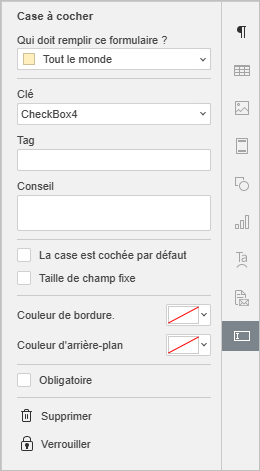 Case à cocher
Qui doit remplir ce formulaire ?
Tout le monde
Clé
CheckBox4
Tag
Conseil
La case est cochée par défaut
Taille de champ fixe
Couleur de bordure.
Couleur d'arrière-plan
Obligatoire
Supprimer
Verrouiller